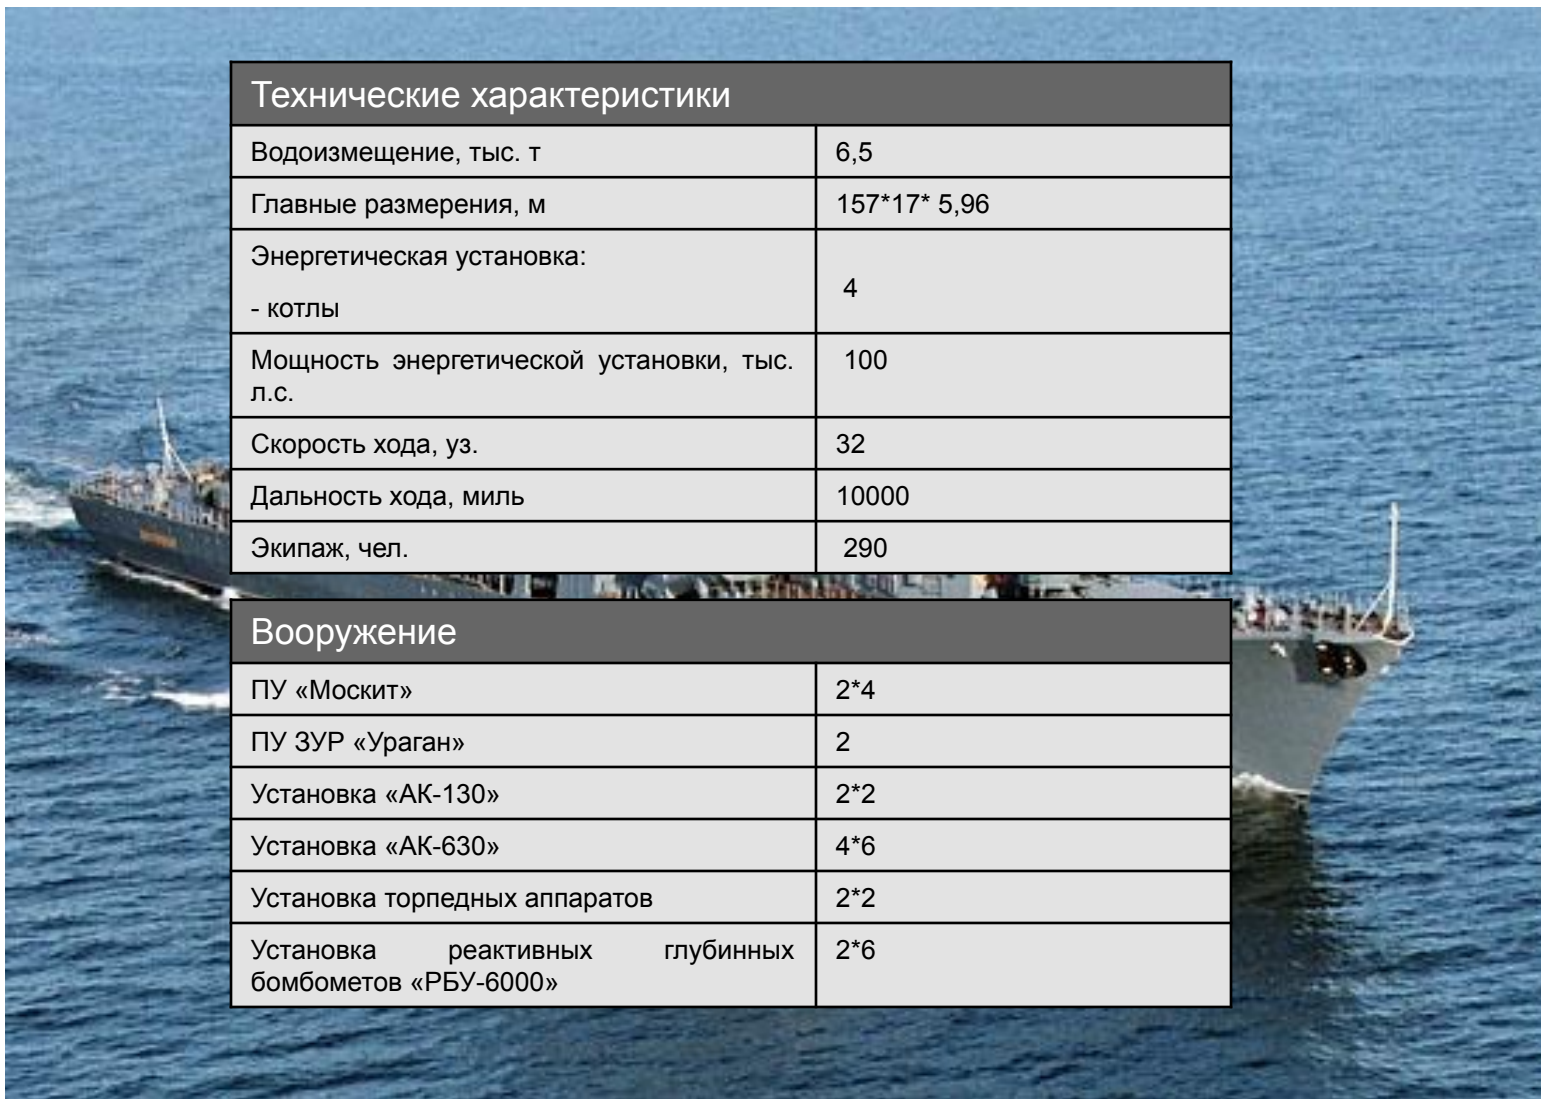 Технические характеристики
Водоизмещение, тыс. т 6,5
Главные размерения, м 157*17* 5,96
Энергетическая установка:
- котлы 4
Мощность энергетической установки, тыс. 100
л.с.
Скорость хода, уз. 32
Дальность хода, миль 10000
Экипаж, чел. 290
Вооружение
ПУ «Москит» 2*4
ПУ ЗУР «Ураган» 2
Установка «АК-130» 2*2
Установка «АК-630» 4*6
Установка торпедных аппаратов 2*2
Установка реактивных глубинных 2*6
бомбометов «РБУ-6000»